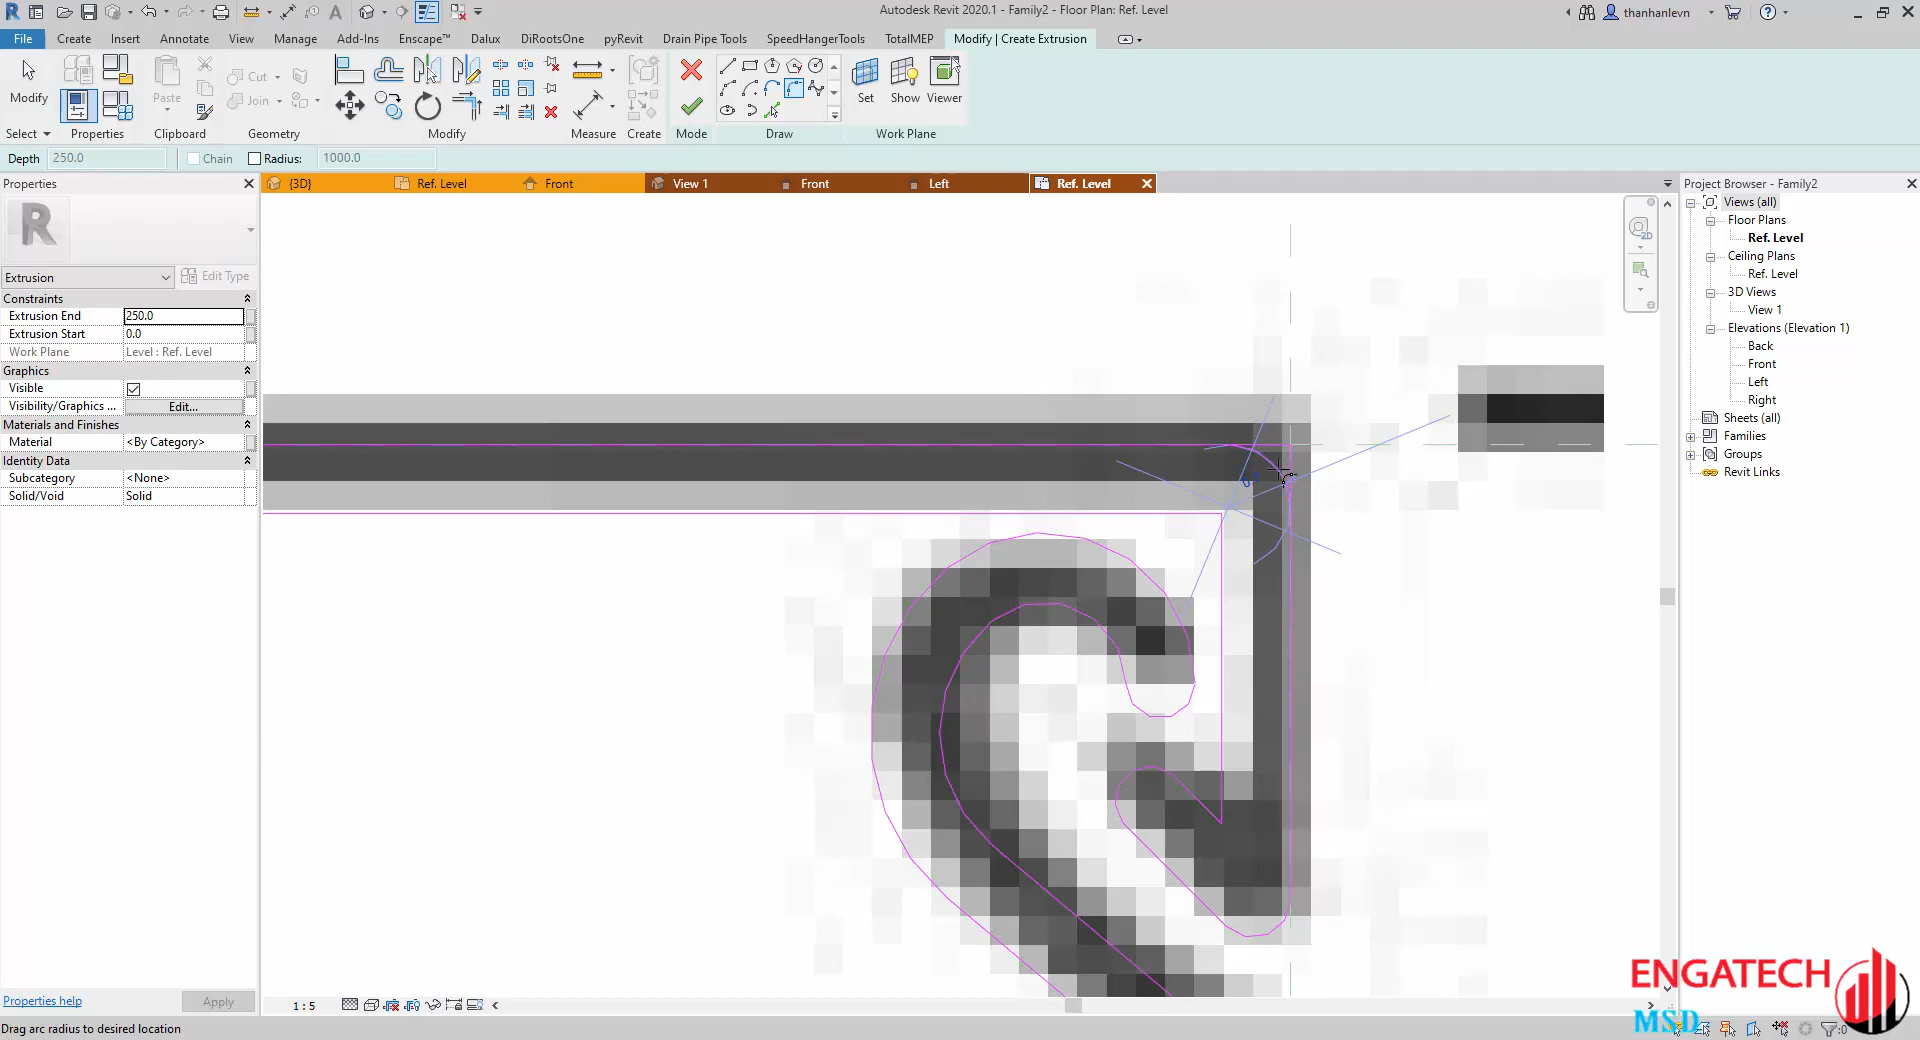 Autodesk Revit 2020.1 - Family2 - Floor Plan: Ref. Level
thanhlevn
File
Create
Insert
Annotate
View
Manage
Add-Ins
Enscape™
Dalux
DiRootsOne
pyRevit
Drain Pipe Tools
SpeedHangerTools
TotalMEP
Modify | Create Extrusion
Modify
Paste
Cut
Join
Set
Show
Viewer
Select
Properties
Clipboard
Geometry
Modify
Measure
Create
Mode
Draw
Work Plane
Depth
250.0
Chain
Radius:
1000.0
Properties
{3D}
Ref. Level
Front
View 1
Front
Left
Ref. Level
Project Browser - Family2
Views (all)
Floor Plans
Ref. Level
Ceiling Plans
Ref. Level
3D Views
View 1
Elevations (Elevation 1)
Back
Front
Left
Right
Sheets (all)
Families
Groups
Revit Links
Extrusion
Edit Type
Constraints
Extrusion End
250.0
Extrusion Start
0.0
Work Plane
Level : Ref. Level
Graphics
Visible
Visibility/Graphics ...
Edit...
Materials and Finishes
Material
<By Category>
Identity Data
Subcategory
<None>
Solid/Void
Solid
2D
Properties help
Apply
1 : 5
Drag arc radius to desired location
:0
ENGATECH
MSD